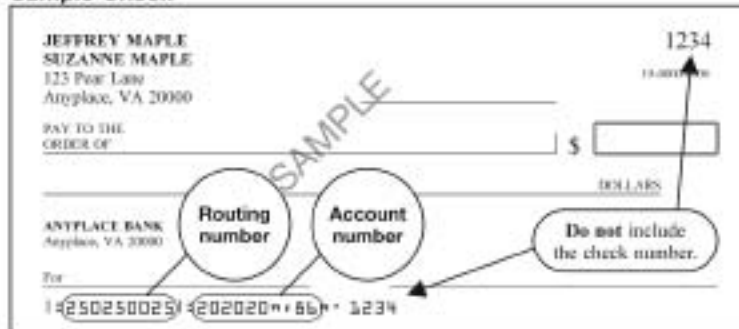 JEFFREY MAPLE
SUZANNE MAPLE
123 Pear Lane
Anyplace, VA 20000
1234
SAMPLE
PAY TO THE
ORDER OF
$
DOLLARS
ANYPLACE BANK
Anyplace, VA 20000
Routing
number
Account
number
Do not include
the check number.
For
250250025 202020 86 1234